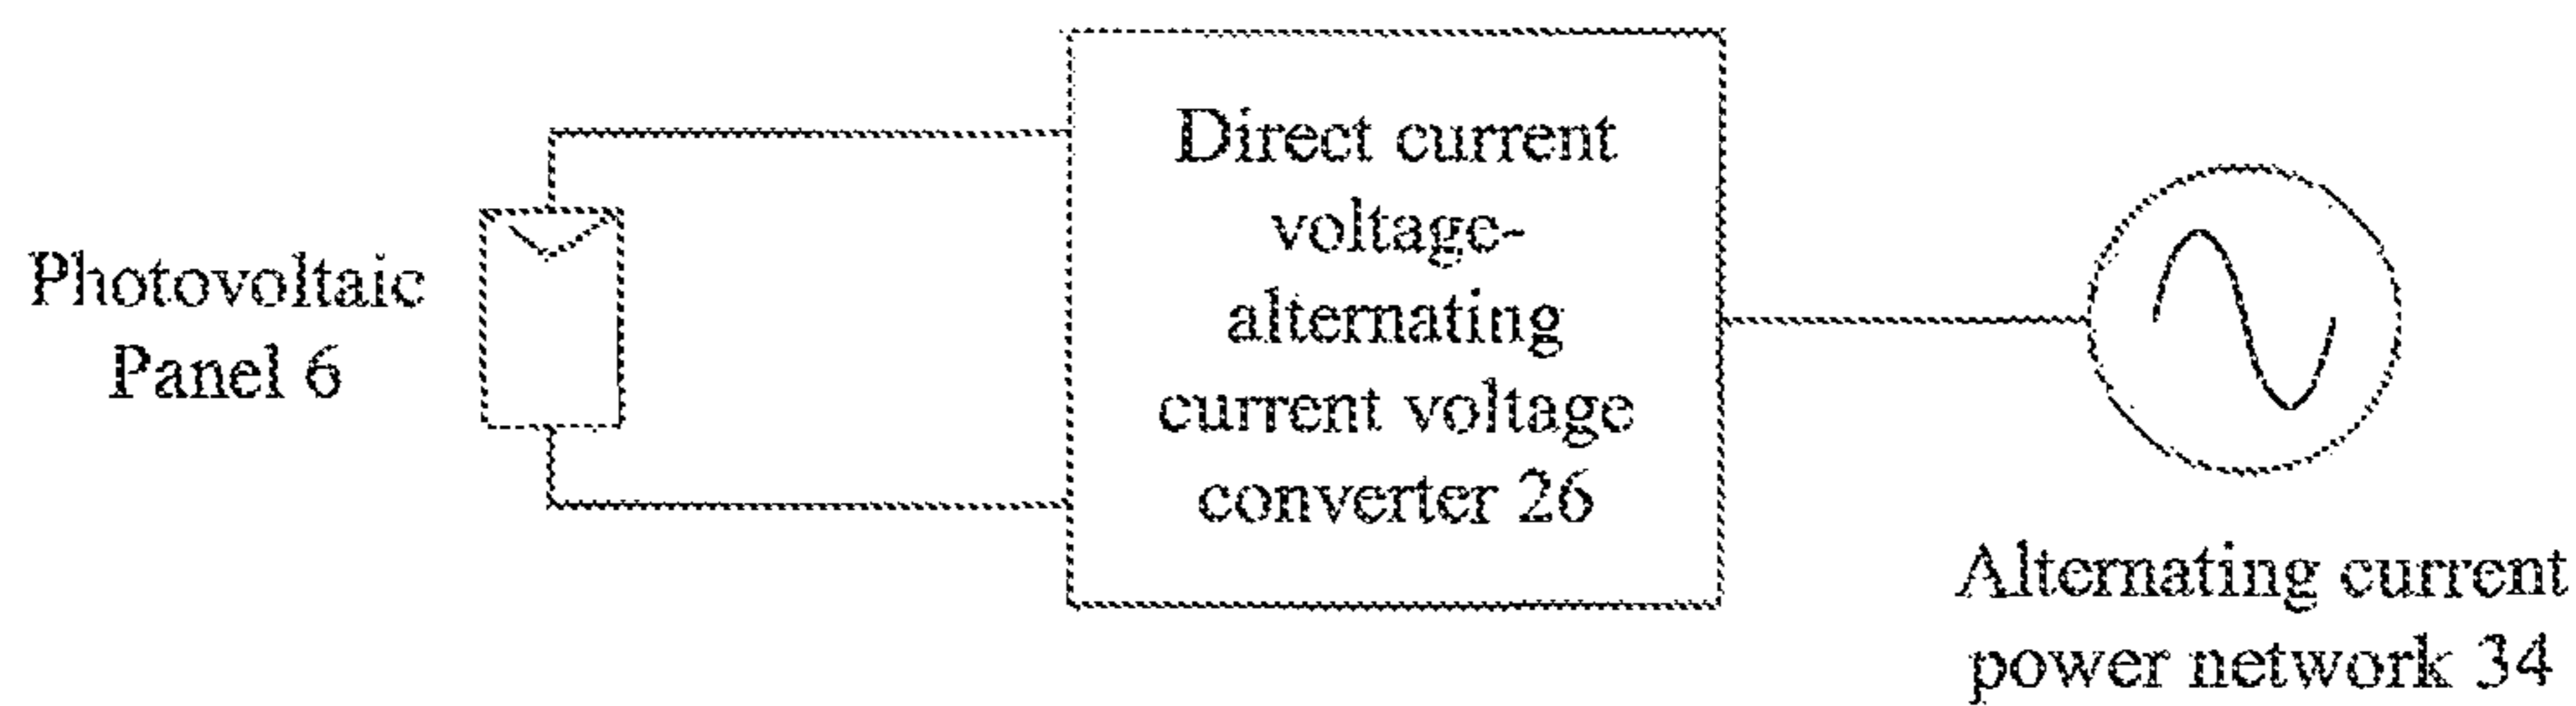 Photovoltaic
Panel 6
Direct current
voltage-
alternating
current voltage
converter 26
Alternating current
power network 34